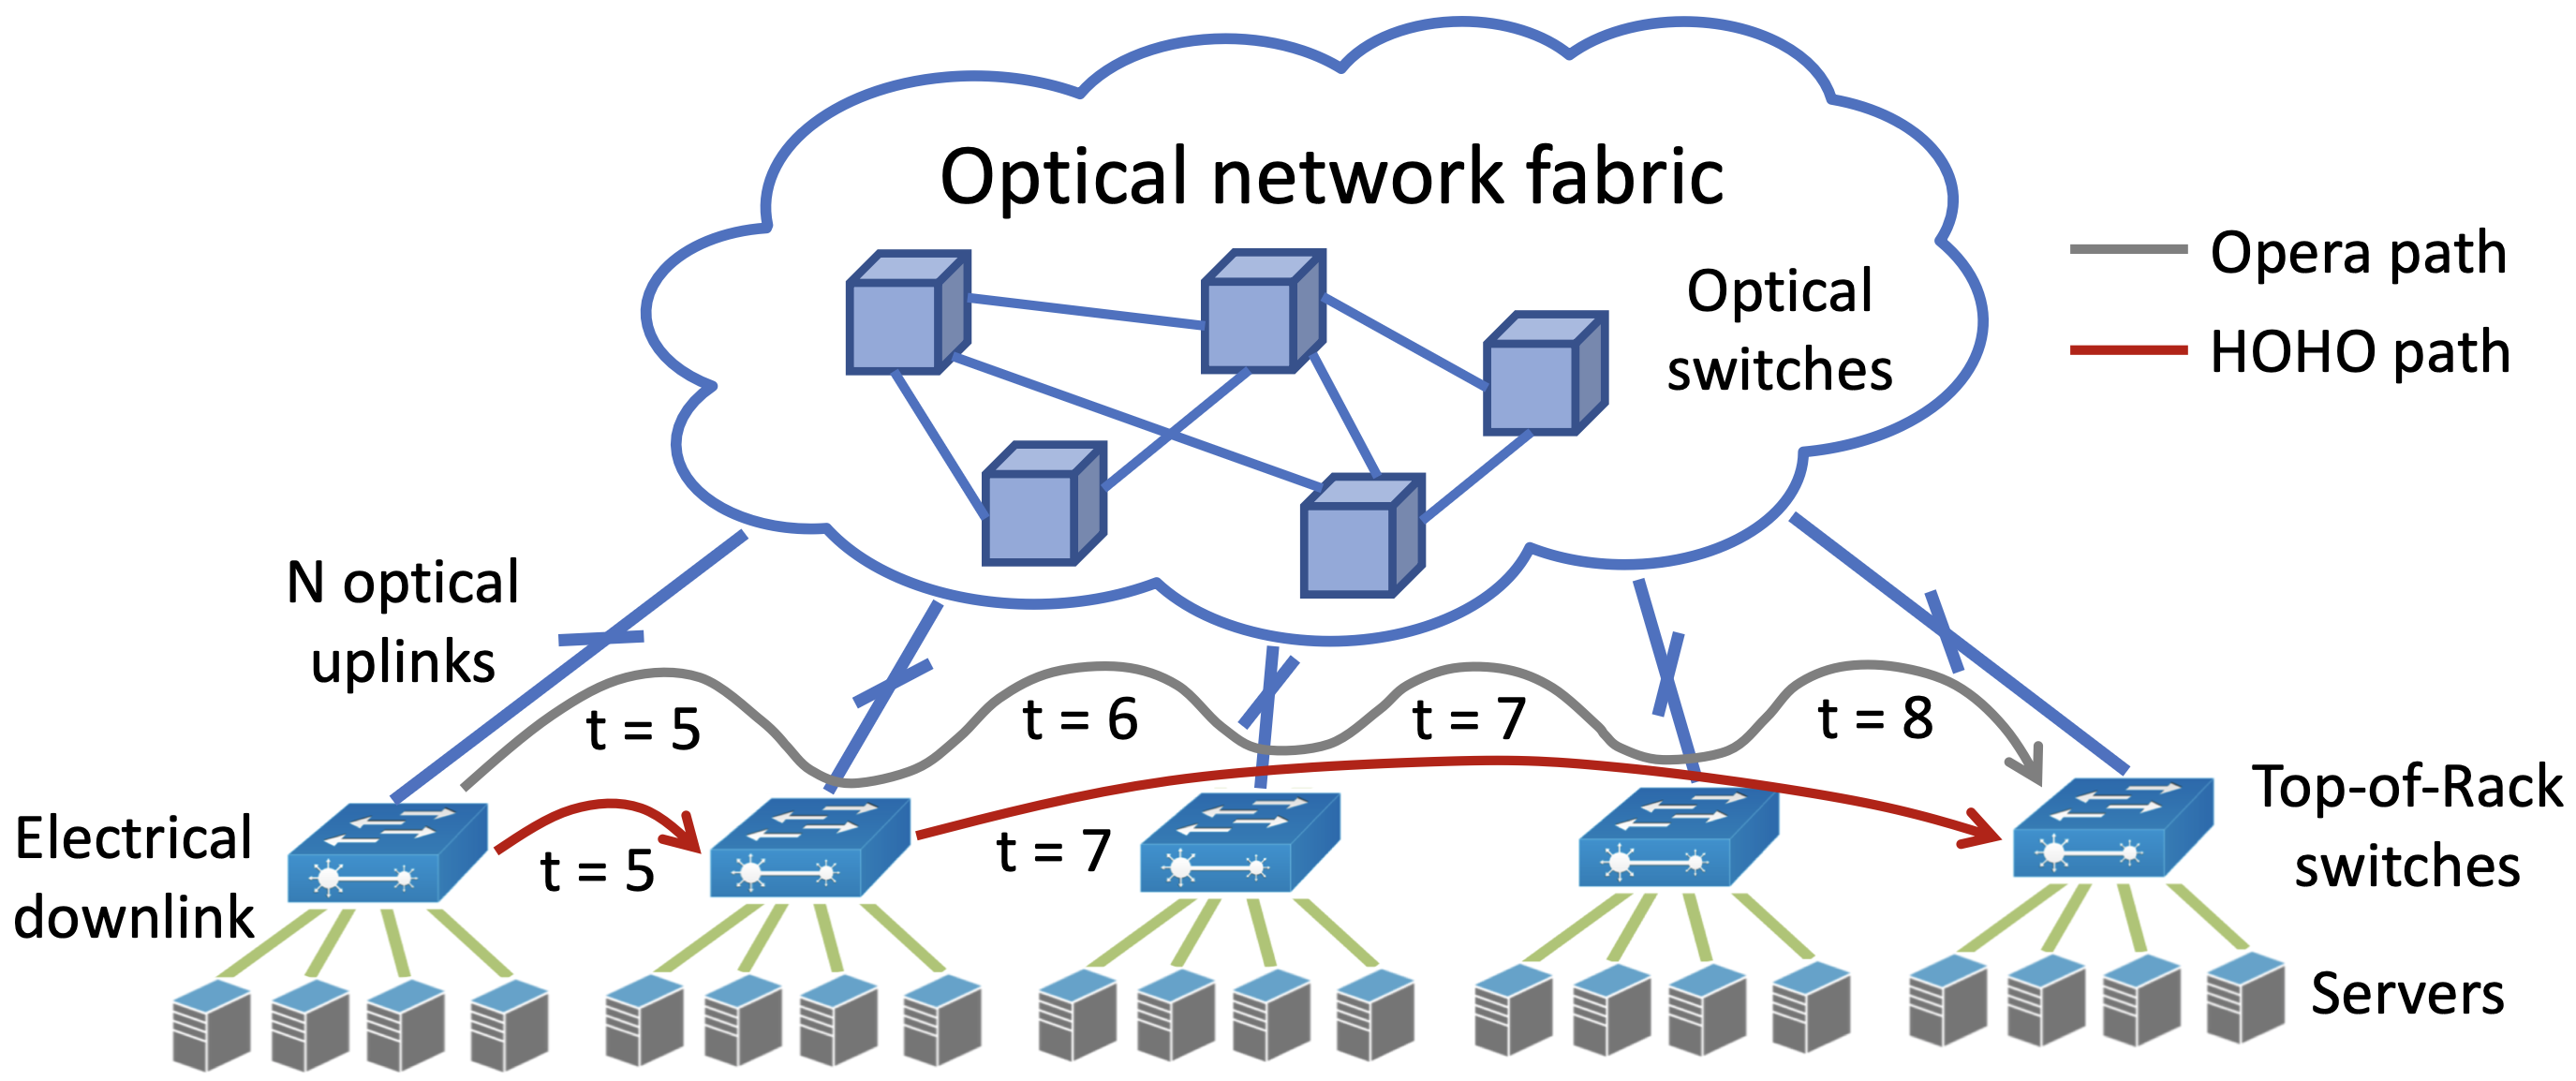 Optical network fabric
Optical
switches
Opera path
HOHO path
N optical
uplinks
t = 5
t = 6
t = 7
t = 8
Electrical
downlink
t = 5
t = 7
Top-of-Rack
switches
Servers